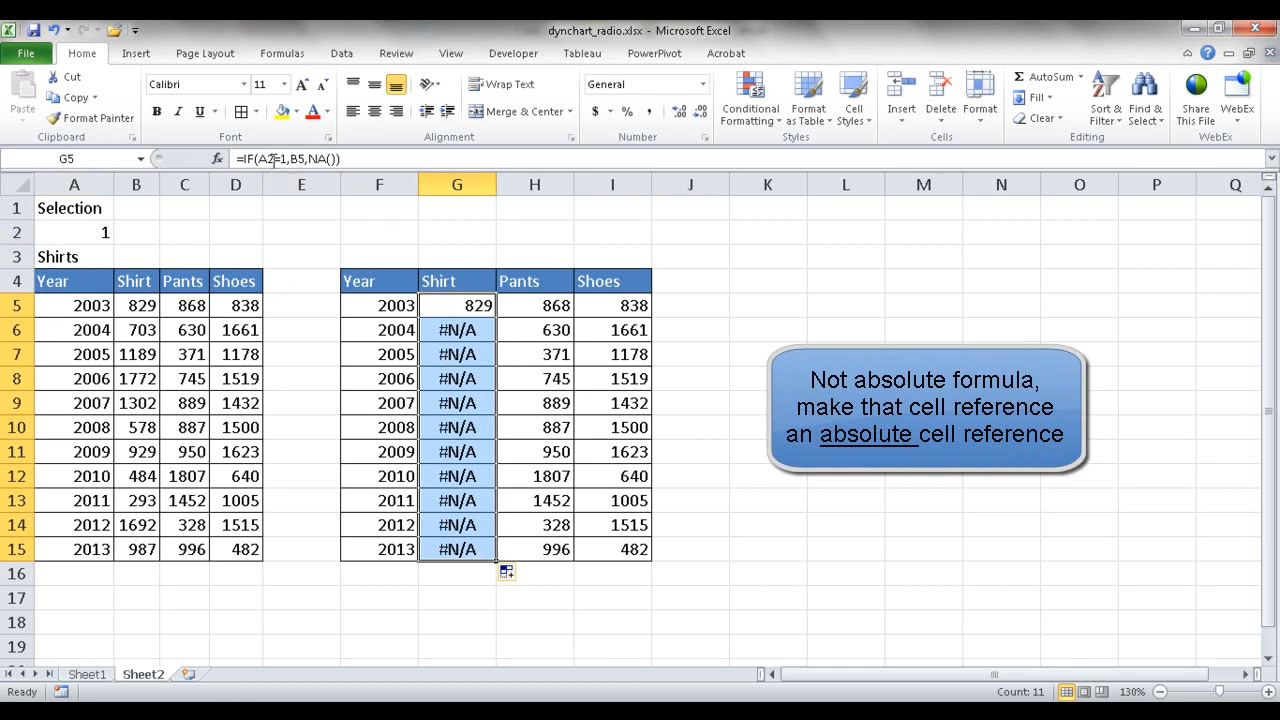 dynchart_radio.xlsx - Microsoft Excel
File Home Insert Page Layout Formulas Data Review View Developer Tableau PowerPivot Acrobat
Paste
Cut
Copy
Format Painter
Clipboard
Calibri 11
B I U
Font
Wrap Text
Merge & Center
Alignment
General
$ % ,
Number
Conditional Formatting
Format as Table
Cell Styles
Styles
Insert Delete Format
Cells
AutoSum
Fill
Clear
Sort & Filter
Find & Select
Editing
Share This File
WebEx
WebEx
G5 fx =IF(A2=1,B5,NA())
A B C D E F G H I J K L M N O P Q
1 Selection
2 1
3 Shirts
4 Year Shirt Pants Shoes Year Shirt Pants Shoes
5 2003 829 868 838 2003 829 868 838
6 2004 703 630 1661 2004 #N/A 630 1661
7 2005 1189 371 1178 2005 #N/A 371 1178
8 2006 1772 745 1519 2006 #N/A 745 1519
9 2007 1302 889 1432 2007 #N/A 889 1432
10 2008 578 887 1500 2008 #N/A 887 1500
11 2009 929 950 1623 2009 #N/A 950 1623
12 2010 484 1807 640 2010 #N/A 1807 640
13 2011 293 1452 1005 2011 #N/A 1452 1005
14 2012 1692 328 1515 2012 #N/A 328 1515
15 2013 987 996 482 2013 #N/A 996 482
16
17
18
19
Not absolute formula,
make that cell reference
an absolute cell reference
Sheet1 Sheet2
Ready Count: 11 130%